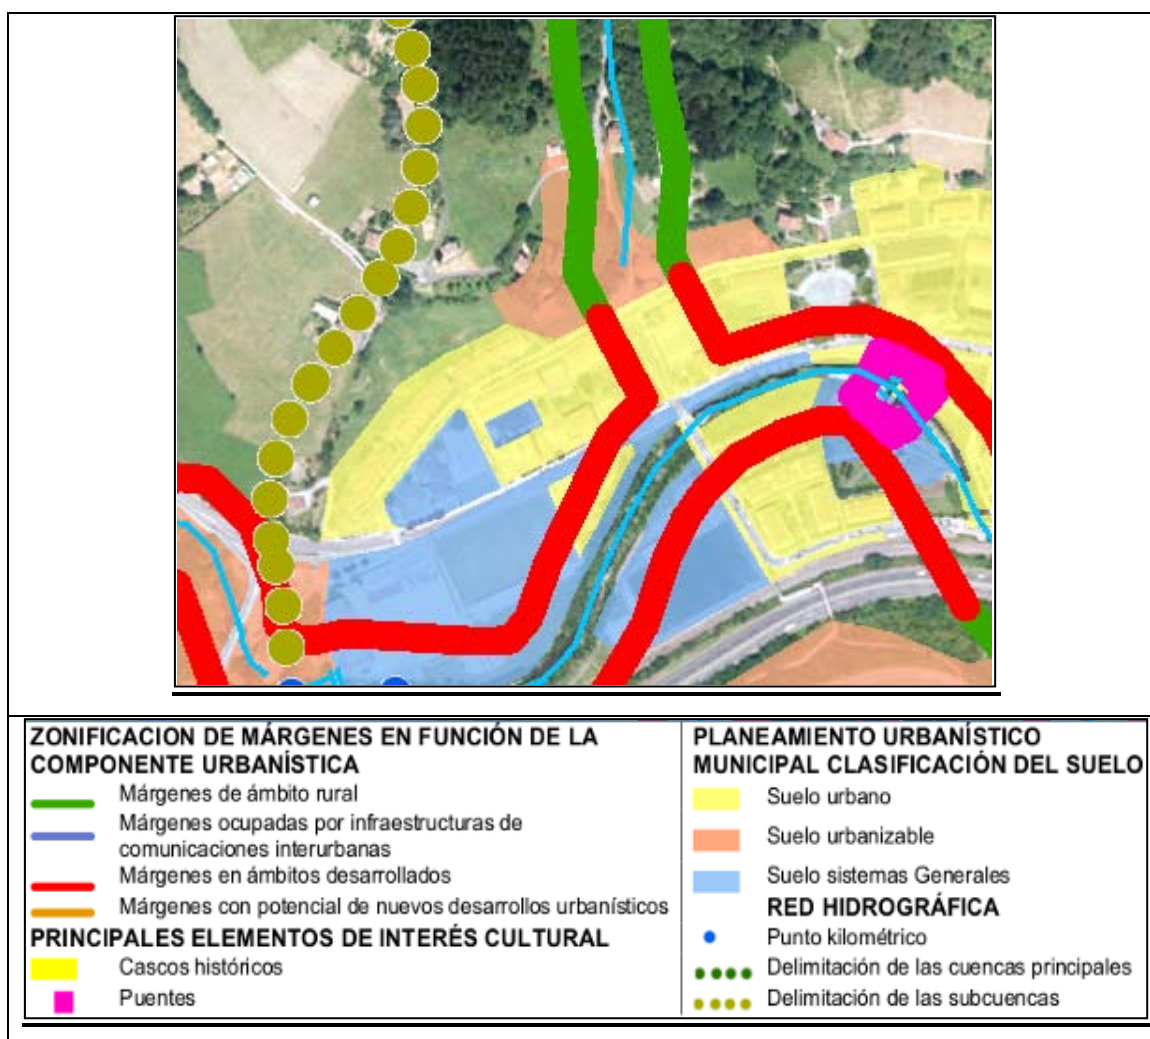 ZONIFICACION DE MÁRGENES EN FUNCIÓN DE LA
COMPONENTE URBANÍSTICA
Márgenes de ámbito rural
Márgenes ocupadas por infraestructuras de
comunicaciones interurbanas
Márgenes en ámbitos desarrollados
Márgenes con potencial de nuevos desarrollos urbanísticos
PRINCIPALES ELEMENTOS DE INTERÉS CULTURAL
Cascos históricos
Puentes
PLANEAMIENTO URBANÍSTICO
MUNICIPAL CLASIFICACIÓN DEL SUELO
Suelo urbano
Suelo urbanizable
Suelo sistemas Generales
RED HIDROGRÁFICA
Punto kilométrico
Delimitación de las cuencas principales
Delimitación de las subcuencas